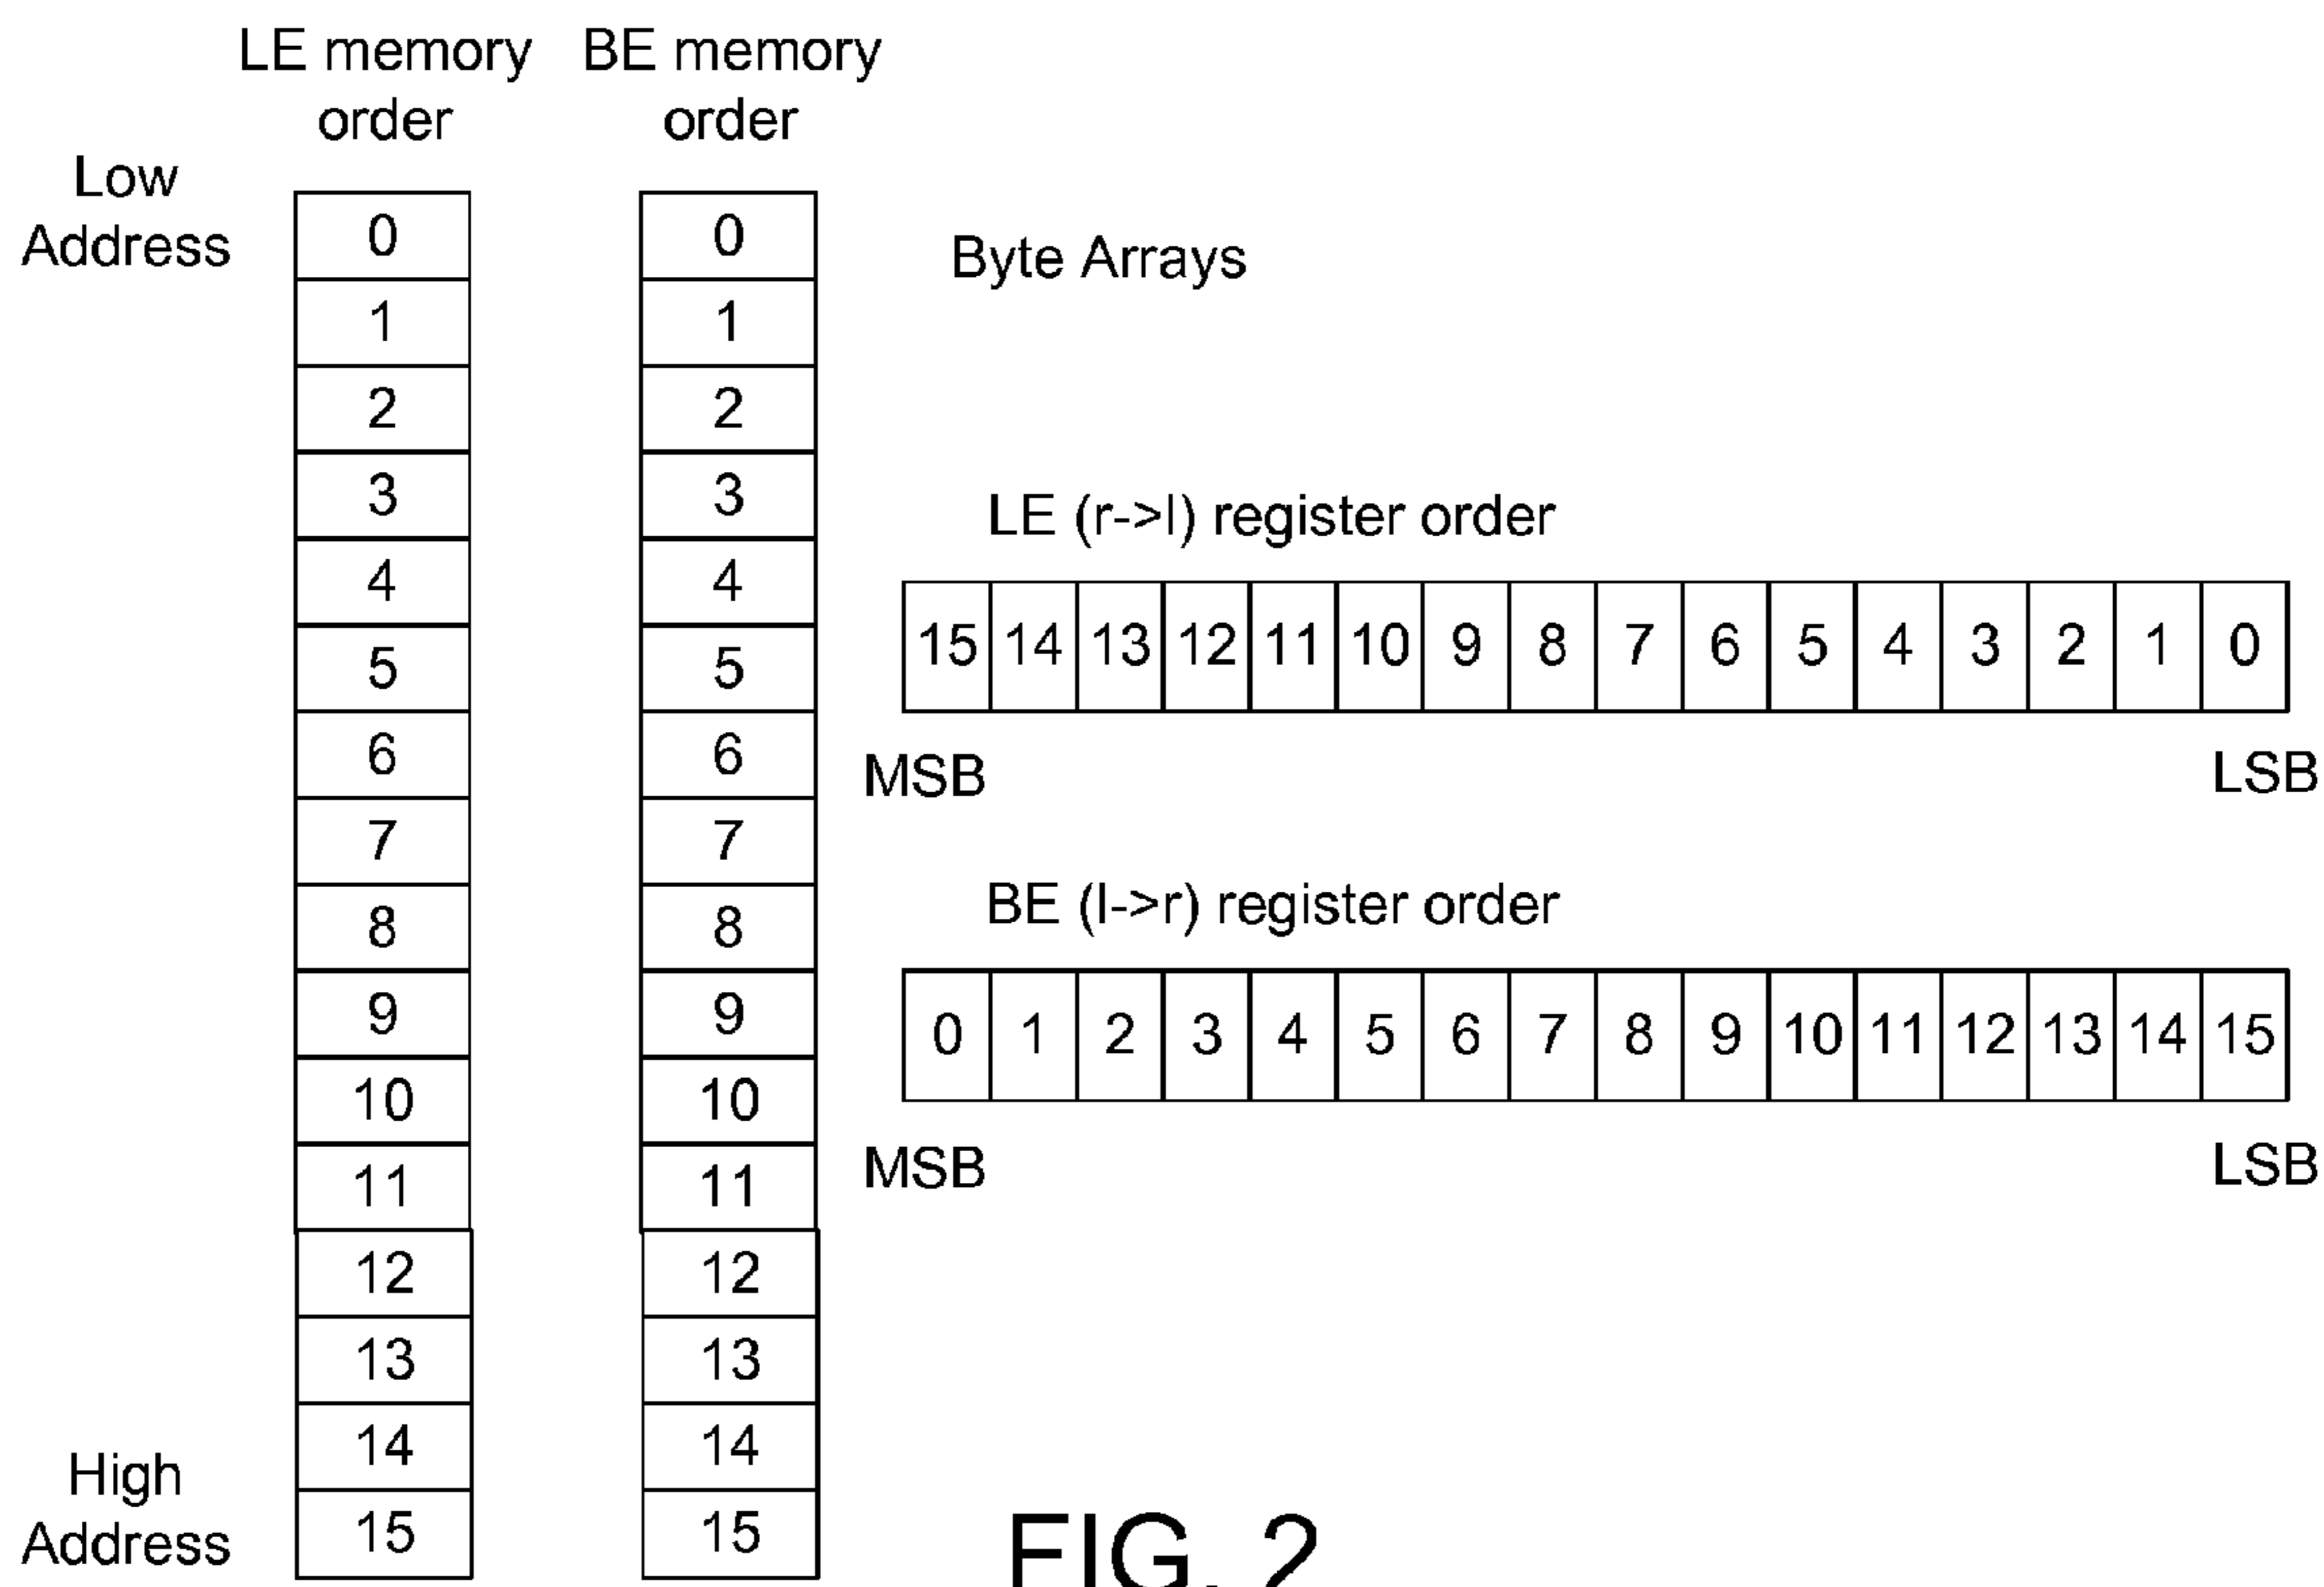 LE memory order
BE memory order
Low Address
0 0
1 1
2 2
3 3
4 4
5 5
6 6
7 7
8 8
9 9
10 10
11 11
12 12
13 13
14 14
15 15
High Address
Byte Arrays
LE (r->l) register order
15 14 13 12 11 10 9 8 7 6 5 4 3 2 1 0
MSB LSB
BE (l->r) register order
0 1 2 3 4 5 6 7 8 9 10 11 12 13 14 15
MSB LSB
FIG. 2